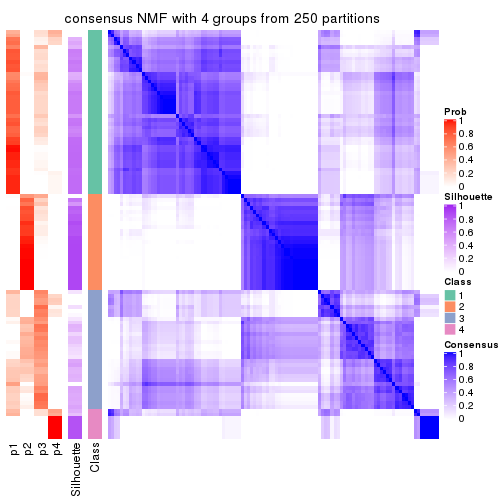 consensus NMF with 4 groups from 250 partitions
Prob
1
0.8
0.6
0.4
0.2
0
Silhouette
1
0.8
0.6
0.4
0.2
0
Class
1
2
3
4
Consensus
1
0.8
0.6
0.4
0.2
0
p1
p2
p3
p4
Silhouette
Class